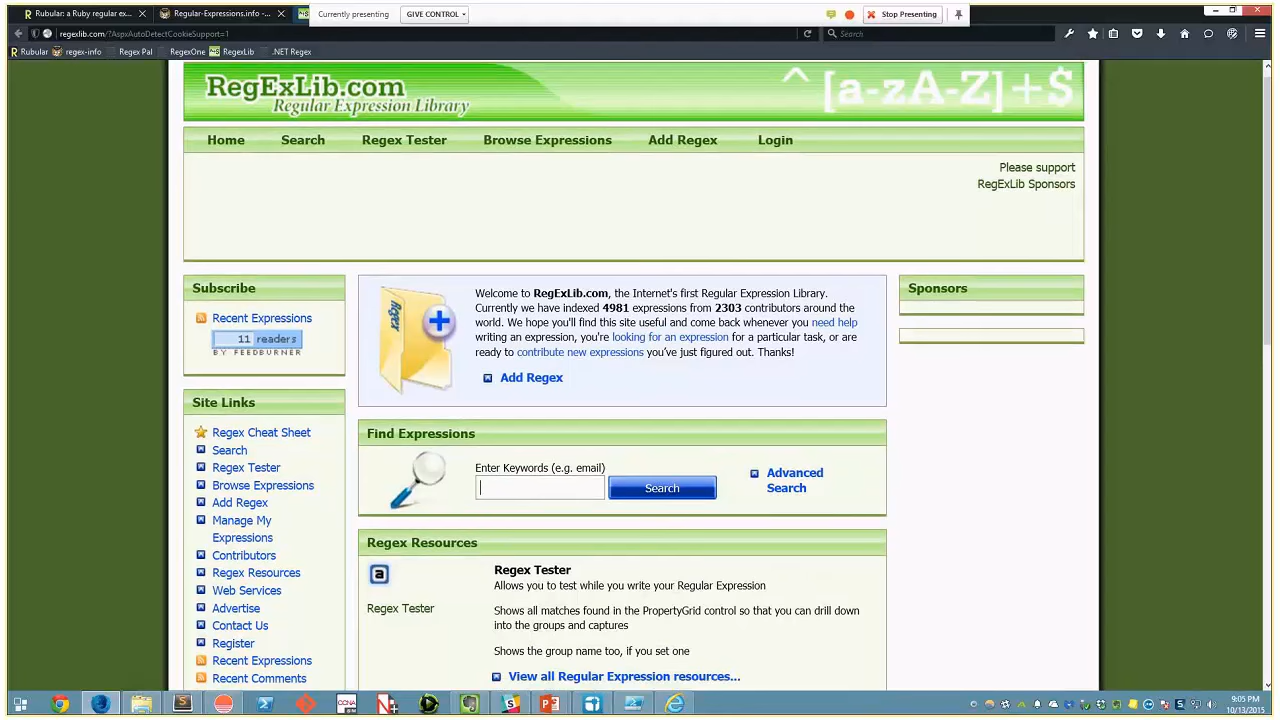 Rubular: a Ruby regular ex...
Regular-Expressions.info -...
Currently presenting
GIVE CONTROL
Stop Presenting
regexlib.com/?AspxAutoDetectCookieSupport=1
Search
Rubular
regex-info
Regex Pal
RegexOne
RegexLib
.NET Regex
RegExLib.com
Regular Expression Library
^[a-zA-Z]+$
Home
Search
Regex Tester
Browse Expressions
Add Regex
Login
Please support
RegExLib Sponsors
Subscribe
Recent Expressions
11 readers
BY FEEDBURNER
Site Links
Regex Cheat Sheet
Search
Regex Tester
Browse Expressions
Add Regex
Manage My
Expressions
Contributors
Regex Resources
Web Services
Advertise
Contact Us
Register
Recent Expressions
Recent Comments
Regex
Welcome to RegExLib.com, the Internet's first Regular Expression Library.
Currently we have indexed 4981 expressions from 2303 contributors around the
world. We hope you'll find this site useful and come back whenever you need help
writing an expression, you're looking for an expression for a particular task, or are
ready to contribute new expressions you've just figured out. Thanks!
Add Regex
Find Expressions
Enter Keywords (e.g. email)
Search
Advanced
Search
Regex Resources
a
Regex Tester
Regex Tester
Allows you to test while you write your Regular Expression
Shows all matches found in the PropertyGrid control so that you can drill down
into the groups and captures
Shows the group name too, if you set one
View all Regular Expression resources...
Sponsors
CCNA
9:05 PM
10/13/2015